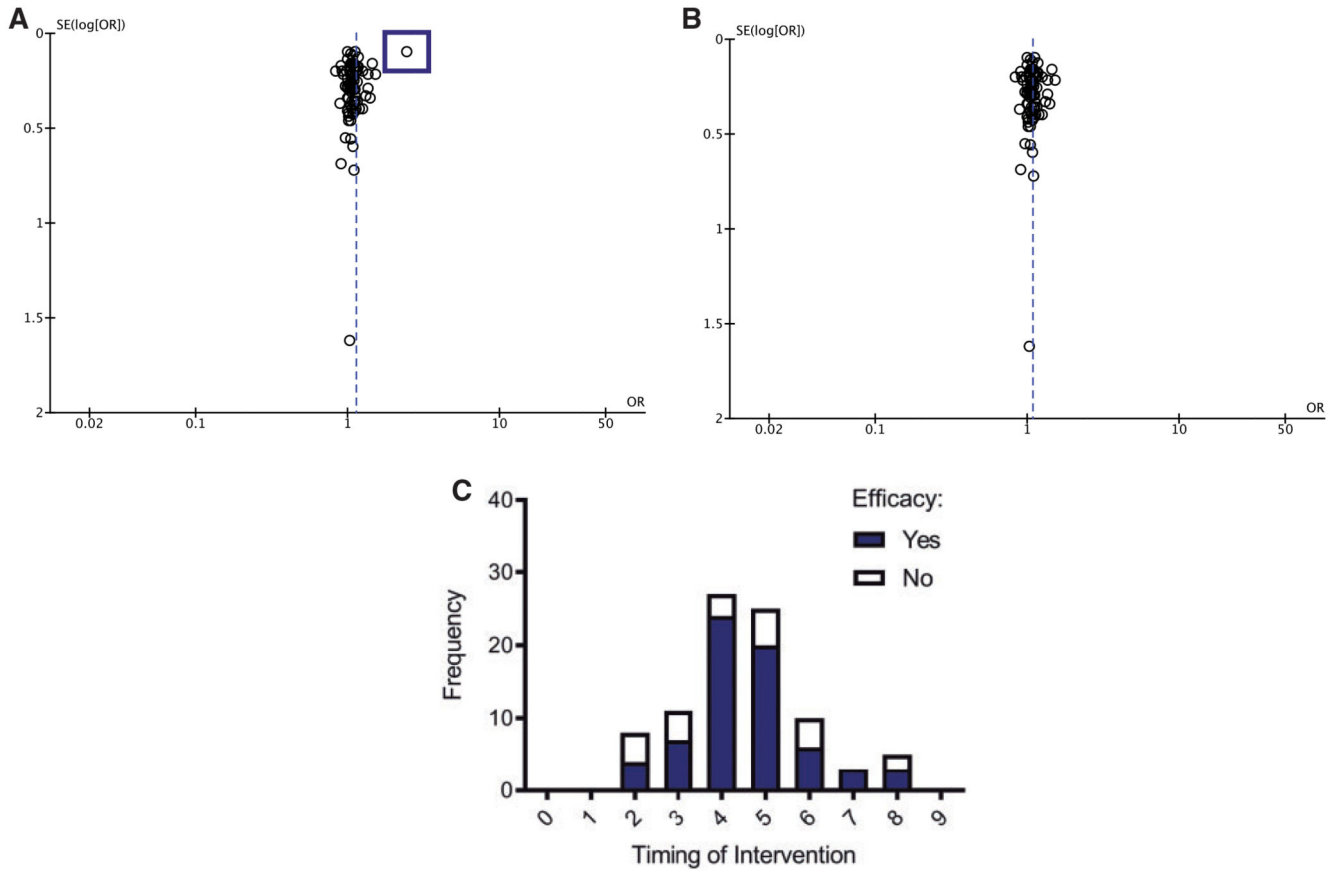 A
SE(log[OR])
0
0.5
1
1.5
2
0.02
0.1
1
10
50
OR
B
SE(log[OR])
0
0.5
1
1.5
2
0.02
0.1
1
10
50
OR
C
Efficacy:
Yes
No
Frequency
40
30
20
10
0
0
1
2
3
4
5
6
7
8
9
Timing of Intervention